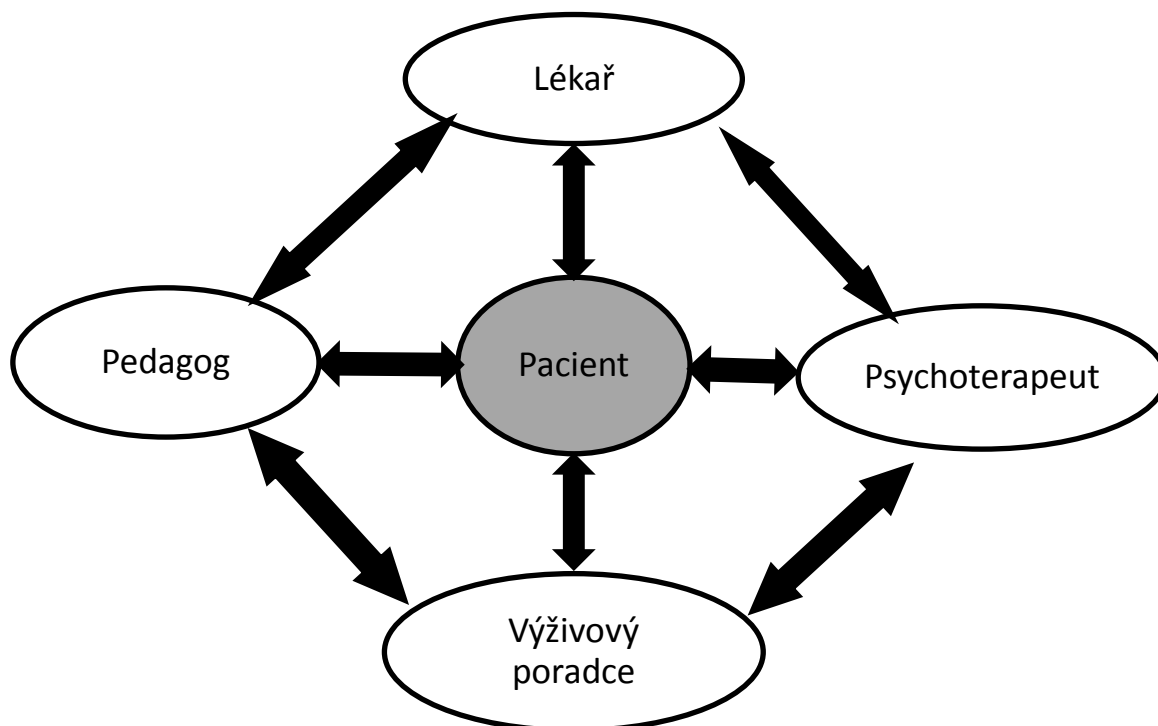 Lékař
Pedagog
Pacient
Psychoterapeut
Výživový
poradce